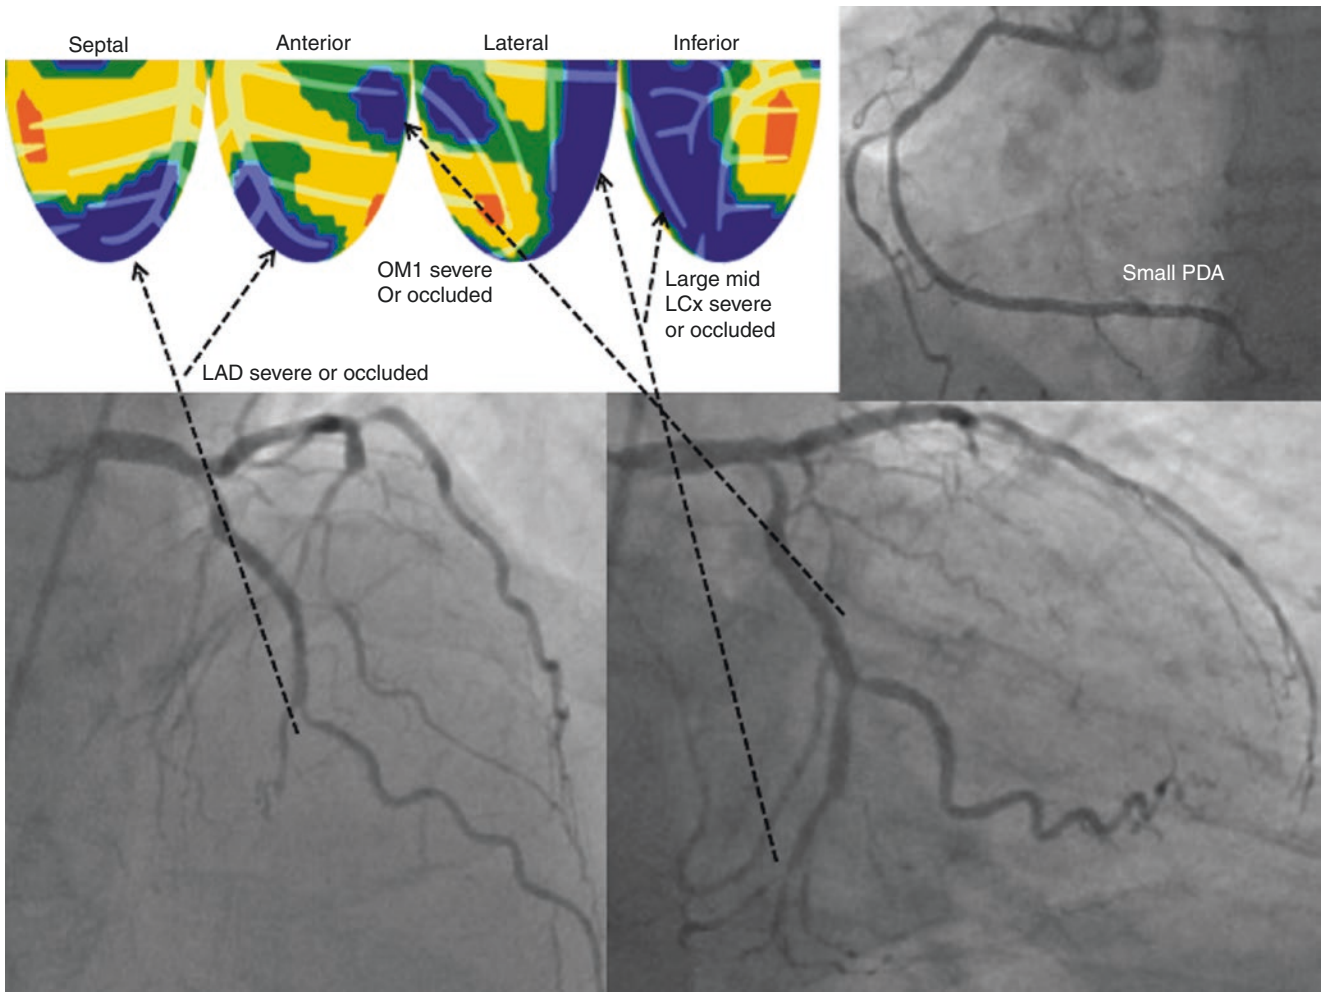 Septal
Anterior
Lateral
Inferior
OM1 severe
Or occluded
Large mid
LCx severe
or occluded
LAD severe or occluded
Small PDA